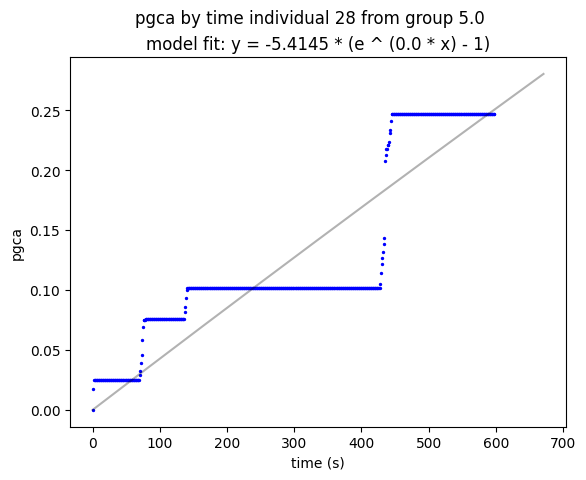 pgca by time individual 28 from group 5.0
model fit: y = -5.4145 * (e ^ (0.0 * x) - 1)
0.25
0.20
0.15
0.10
0.05
0.00
pgca
0 100 200 300 400 500 600 700
time (s)